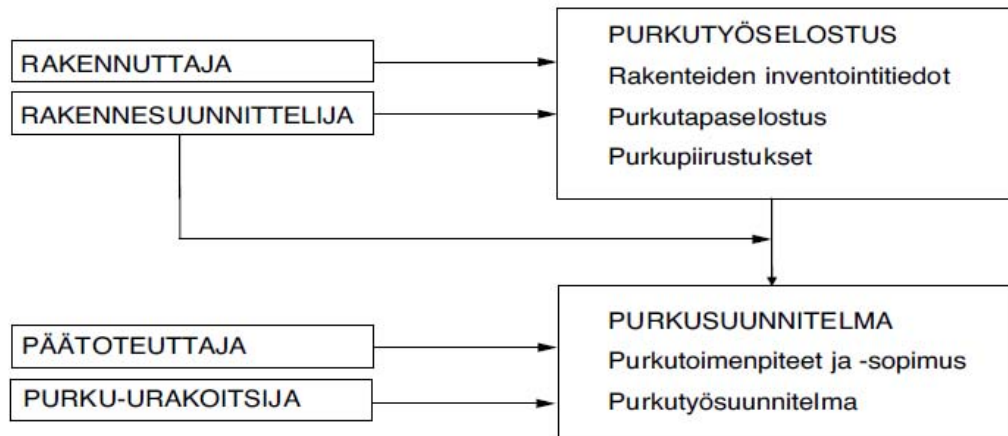 RAKENNUTTAJA
RAKENNESUUNNITTELIJA
PURKUTYÖSELOSTUS
Rakenteiden inventointitiedot
Purkutapaselostus
Purkupiirustukset
PÄÄTOTEUTTAJA
PURKU-URAKOITSIJA
PURKUSUUNNITELMA
Purkutoimenpiteet ja -sopimus
Purkutyösuunnitelma